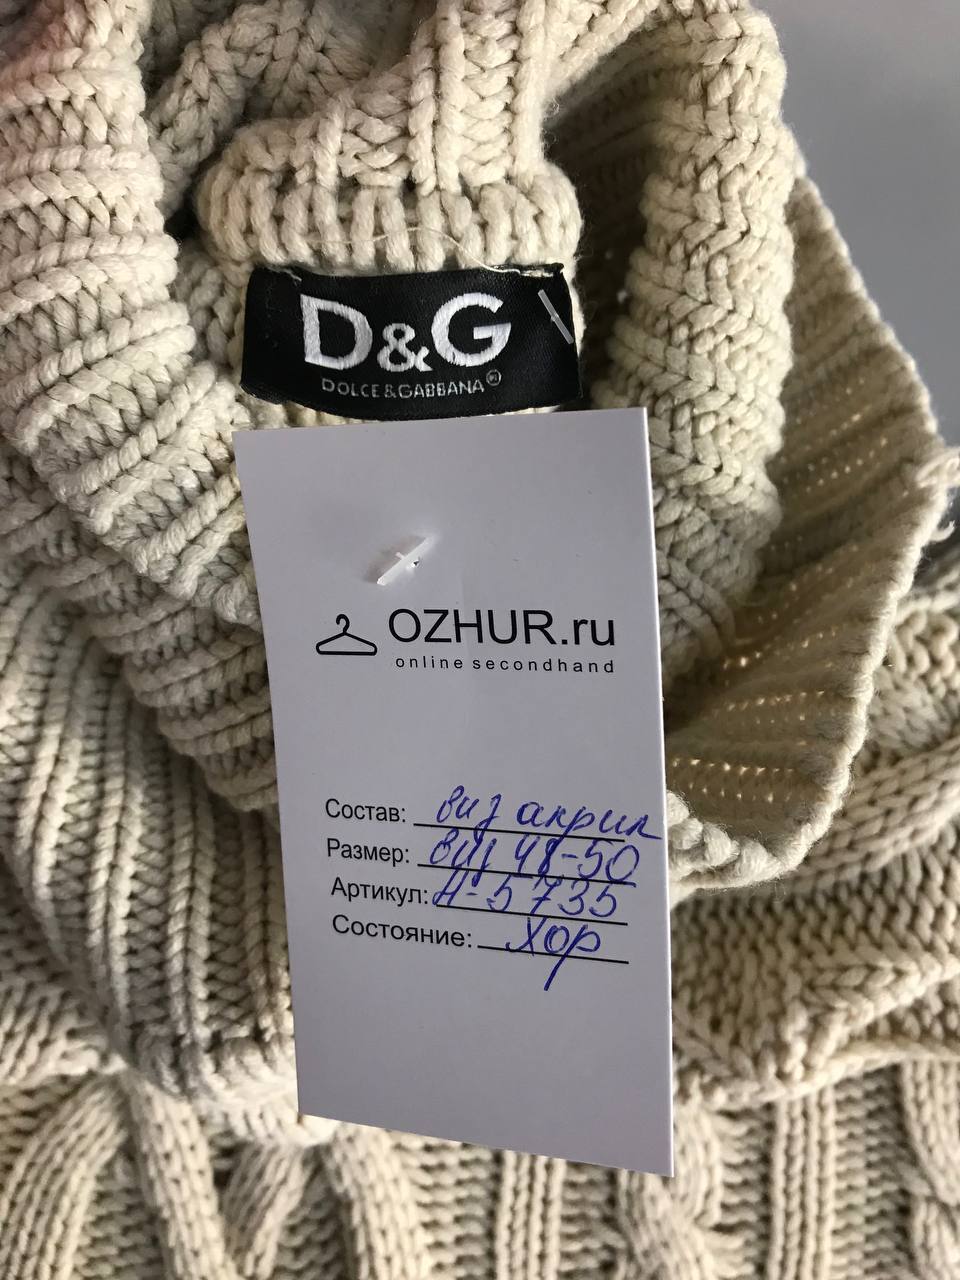 D&G
DOLCE & GABBANA®
OZHUR.ru
online secondhand
Состав: виз акрил
Размер: виз 48-50
Артикул: А-5735
Состояние: хор